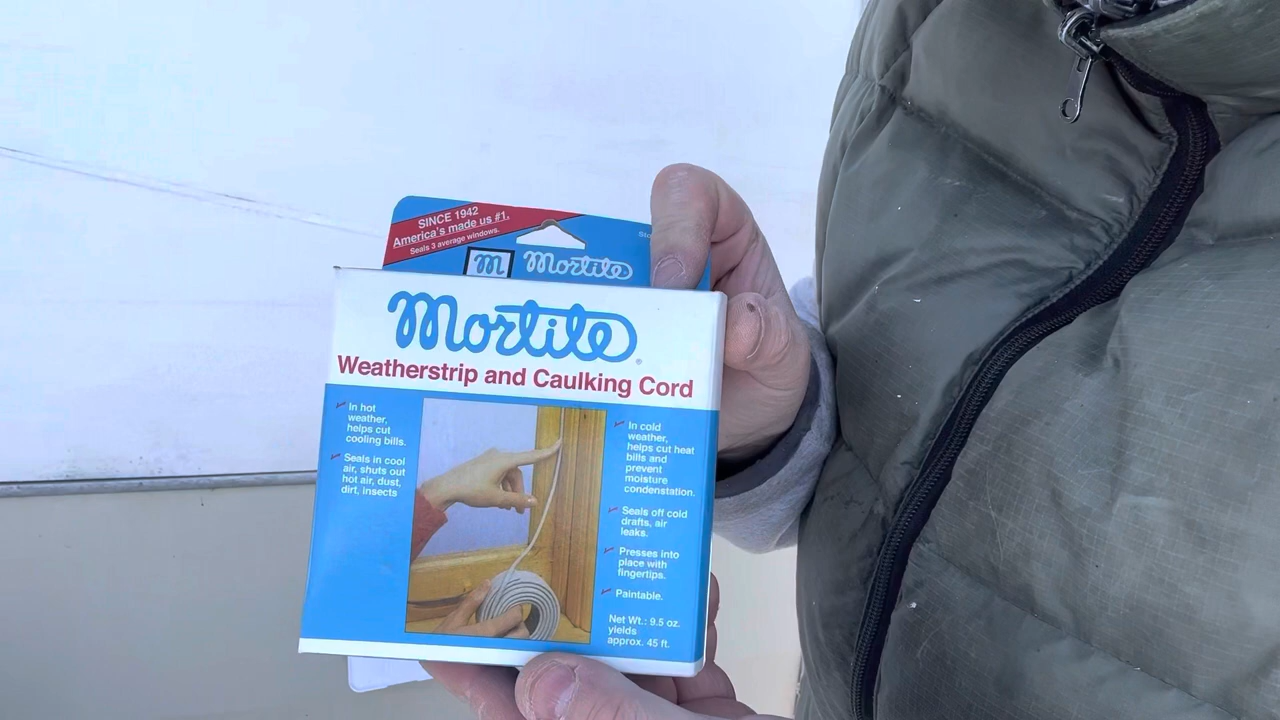 SINCE 1942
America's made us #1.
Seals 3 average windows.
M
Mortite
Mortite®
Weatherstrip and Caulking Cord
In hot
weather,
helps cut
cooling bills.
Seals in cool
air, shuts out
hot air, dust,
dirt, insects
In cold
weather,
helps cut heat
bills and
prevent
moisture
condenstation.
Seals off cold
drafts, air
leaks.
Presses into
place with
fingertips.
Paintable.
Net Wt.: 9.5 oz.
yields
approx. 45 ft.